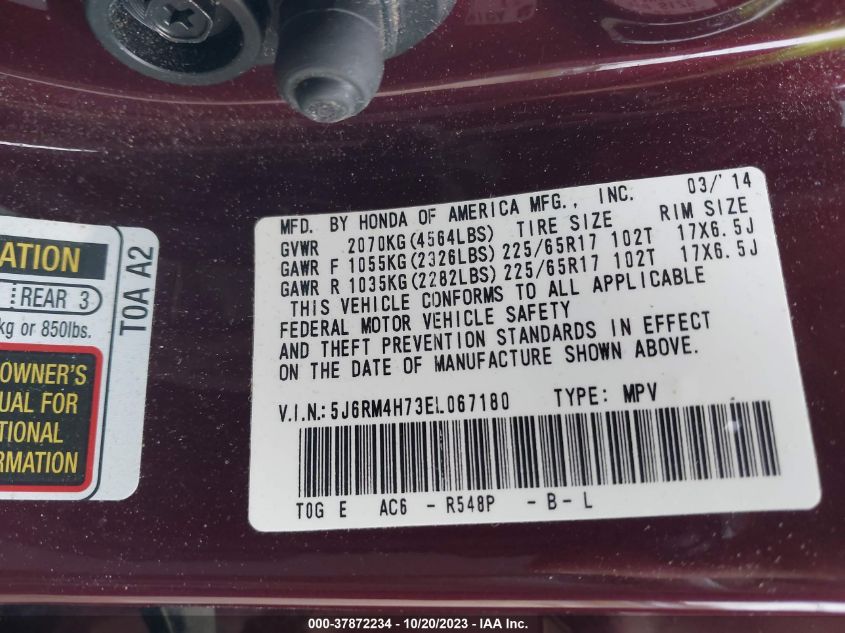 ATION
REAR 3
kg or 850lbs.
OWNER'S
UAL FOR
TIONAL
RMATION
T0A A2
MFD. BY HONDA OF AMERICA MFG., INC. 03/'14
GVWR 2070KG(4564LBS) TIRE SIZE RIM SIZE
GAWR F 1055KG(2326LBS) 225/65R17 102T 17X6.5J
GAWR R 1035KG(2282LBS) 225/65R17 102T 17X6.5J
THIS VEHICLE CONFORMS TO ALL APPLICABLE
FEDERAL MOTOR VEHICLE SAFETY
AND THEFT PREVENTION STANDARDS IN EFFECT
ON THE DATE OF MANUFACTURE SHOWN ABOVE.
V.I.N.: 5J6RM4H73EL067180 TYPE: MPV
T0G E AC6 - R548P - B - L
000-37872234 - 10/20/2023 - IAA Inc.